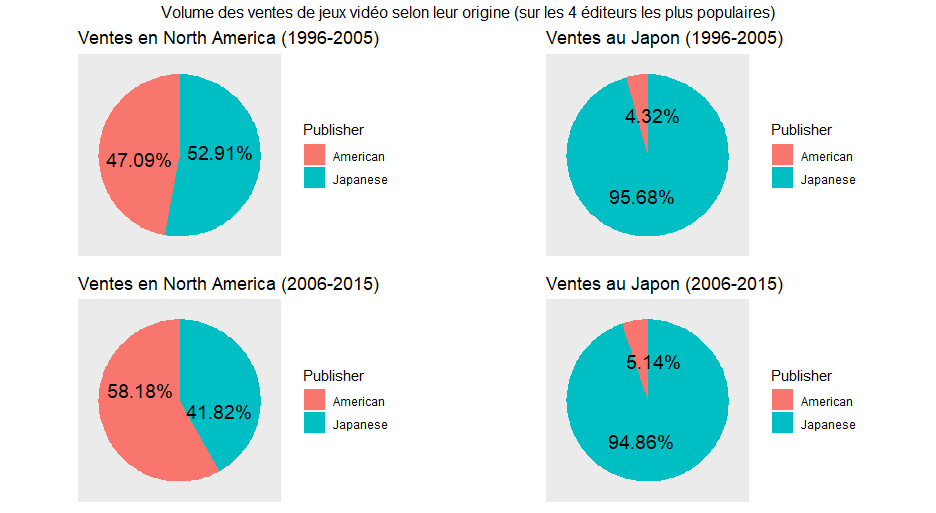 Volume des ventes de jeux vidéo selon leur origine (sur les 4 éditeurs les plus populaires)
Ventes en North America (1996-2005)
47.09%
52.91%
Publisher
American
Japanese
Ventes au Japon (1996-2005)
4.32%
95.68%
Publisher
American
Japanese
Ventes en North America (2006-2015)
58.18%
41.82%
Publisher
American
Japanese
Ventes au Japon (2006-2015)
5.14%
94.86%
Publisher
American
Japanese